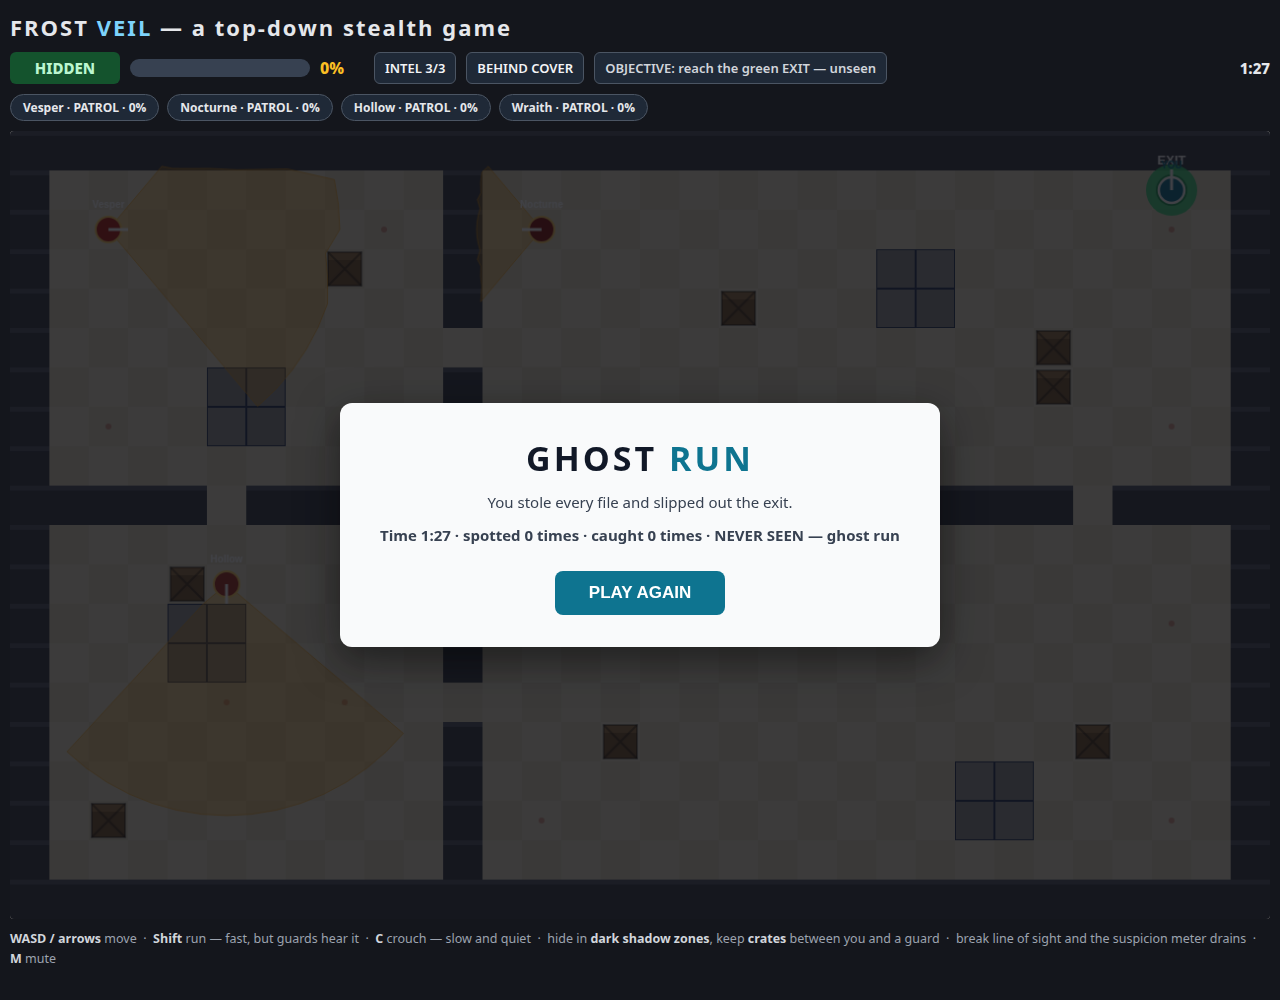 FROST VEIL — a top-down stealth game
HIDDEN 0% INTEL 3/3 BEHIND COVER OBJECTIVE: reach the green EXIT — unseen 1:27
Vesper · PATROL · 0% Nocturne · PATROL · 0% Hollow · PATROL · 0% Wraith · PATROL · 0%
EXIT
Vesper Nocturne
GHOST RUN
You stole every file and slipped out the exit.
Time 1:27 · spotted 0 times · caught 0 times · NEVER SEEN — ghost run
Hollow
PLAY AGAIN
WASD / arrows move · Shift run — fast, but guards hear it · C crouch — slow and quiet · hide in dark shadow zones, keep crates between you and a guard · break line of sight and the suspicion meter drains ·
M mute